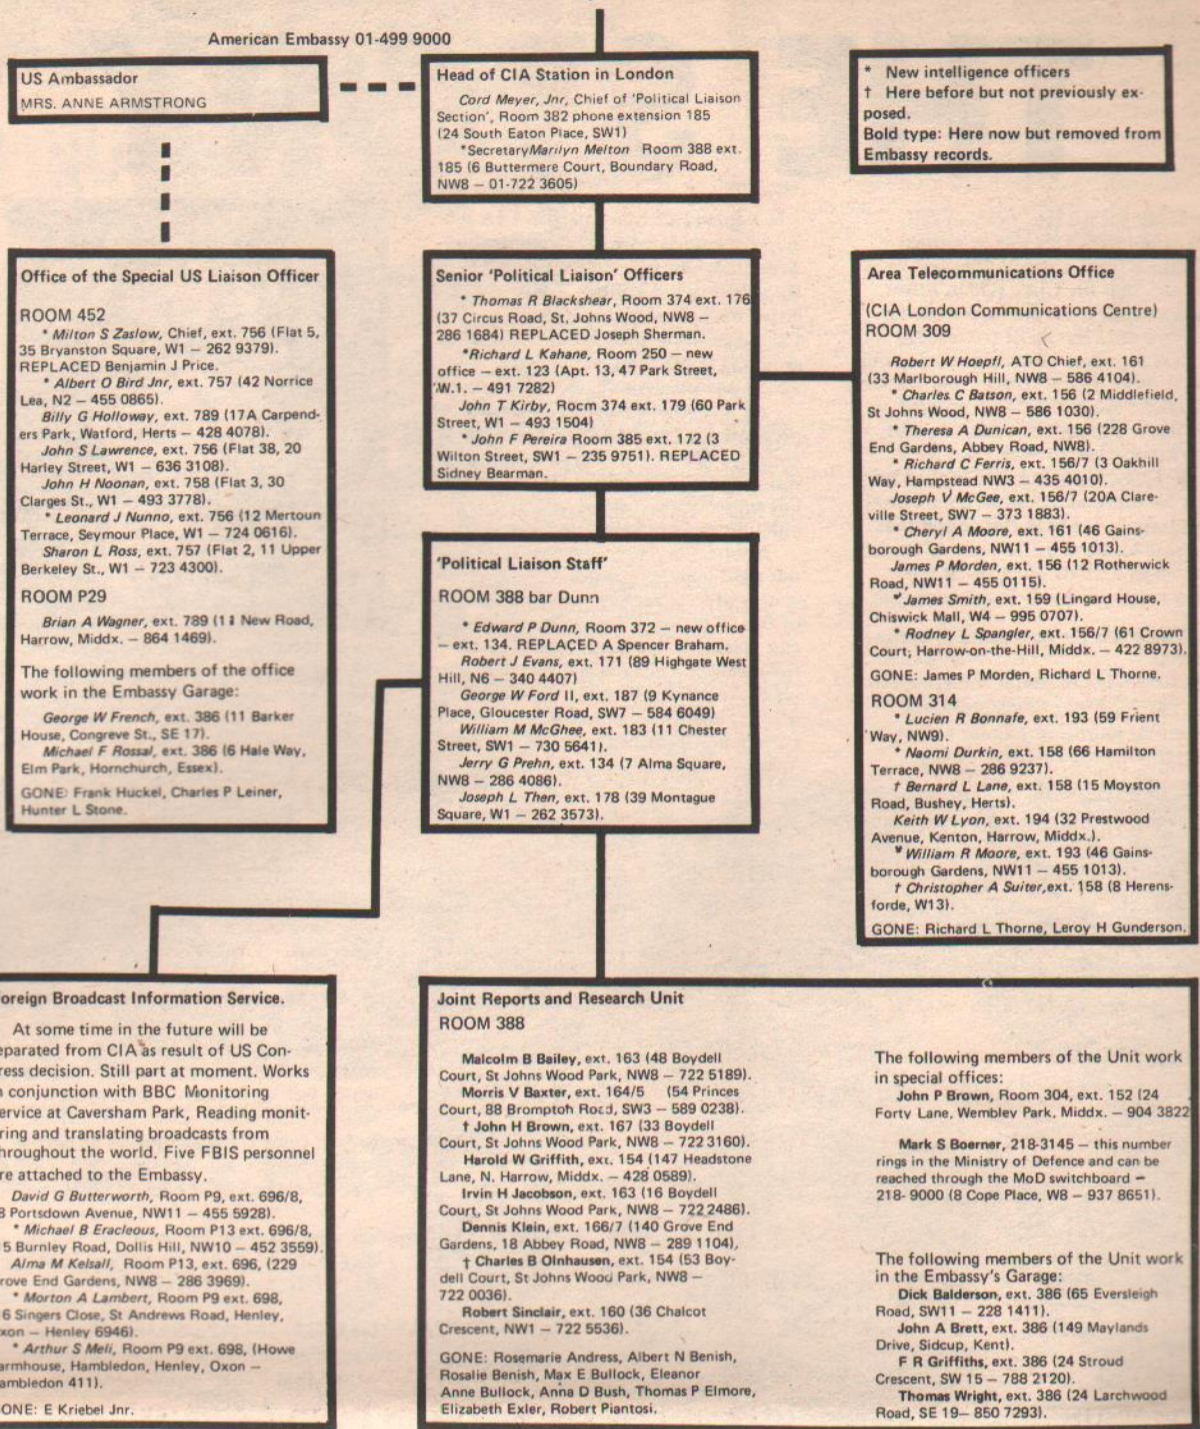 American Embassy 01-499 9000
US Ambassador
MRS. ANNE ARMSTRONG
Head of CIA Station in London
Cord Meyer, Jnr, Chief of 'Political Liaison
Section', Room 382 phone extension 185
(24 South Eaton Place, SW1)
*Secretary Marilyn Melton Room 388 ext.
185 (6 Buttermere Court, Boundary Road,
NW8 – 01-722 3605)
* New intelligence officers
† Here before but not previously ex-
posed.
Bold type: Here now but removed from
Embassy records.
Office of the Special US Liaison Officer
ROOM 452
* Milton S Zaslow, Chief, ext. 756 (Flat 5,
35 Bryanston Square, W1 – 262 9379).
REPLACED Benjamin J Price.
* Albert O Bird Jnr, ext. 757 (42 Norrice
Lea, N2 – 455 0865).
Billy G Holloway, ext. 789 (17A Carpend-
ers Park, Watford, Herts – 428 4078).
John S Lawrence, ext. 756 (Flat 38, 20
Harley Street, W1 – 636 3108).
John H Noonan, ext. 758 (Flat 3, 30
Clarges St., W1 – 493 3778).
* Leonard J Nunno, ext. 756 (12 Mertoun
Terrace, Seymour Place, W1 – 724 0616).
Sharon L Ross, ext. 757 (Flat 2, 11 Upper
Berkeley St., W1 – 723 4300).
ROOM P29
Brian A Wagner, ext. 789 (11 New Road,
Harrow, Middx. – 864 1469).
The following members of the office
work in the Embassy Garage:
George W French, ext. 386 (11 Barker
House, Congreve St., SE 17).
Michael F Rossal, ext. 386 (6 Hale Way,
Elm Park, Hornchurch, Essex).
GONE: Frank Huckel, Charles P Leiner,
Hunter L Stone.
Senior 'Political Liaison' Officers
* Thomas R Blackshear, Room 374 ext. 176
(37 Circus Road, St, Johns Wood, NW8 –
286 1684) REPLACED Joseph Sherman.
*Richard L Kahane, Room 250 – new
office – ext. 123 (Apt. 13, 47 Park Street,
W.1. – 491 7282)
John T Kirby, Room 374 ext. 179 (60 Park
Street, W1 – 493 1504)
* John F Pereira Room 385 ext. 172 (3
Wilton Street, SW1 – 235 9751). REPLACED
Sidney Bearman.
'Political Liaison Staff'
ROOM 388 bar Dunn
* Edward P Dunn, Room 372 – new office
– ext. 134. REPLACED A Spencer Braham.
Robert J Evans, ext. 171 (89 Highgate West
Hill, N6 – 340 4407)
George W Ford II, ext. 187 (9 Kynance
Place, Gloucester Road, SW7 – 584 6049)
William M McGhee, ext. 183 (11 Chester
Street, SW1 – 730 5641).
Jerry G Prehn, ext. 134 (7 Alma Square,
NW8 – 286 4086).
Joseph L Then, ext. 178 (39 Montague
Square, W1 – 262 3573).
Area Telecommunications Office
(CIA London Communications Centre)
ROOM 309
Robert W Hoepfl, ATO Chief, ext. 161
(33 Marlborough Hill, NW8 – 586 4104).
* Charles C Batson, ext. 156 (2 Middlefield,
St Johns Wood, NW8 – 586 1030).
* Theresa A Dunican, ext. 156 (228 Grove
End Gardens, Abbey Road, NW8).
* Richard C Ferris, ext. 156/7 (3 Oakhill
Way, Hampstead NW3 – 435 4010).
Joseph V McGee, ext. 156/7 (20A Clare-
ville Street, SW7 – 373 1883).
* Cheryl A Moore, ext. 161 (46 Gains-
borough Gardens, NW11 – 455 1013).
James P Morden, ext. 156 (12 Rotherwick
Road, NW11 – 455 0115).
* James Smith, ext. 159 (Lingard House,
Chiswick Mall, W4 – 995 0707).
* Rodney L Spangler, ext. 156/7 (61 Crown
Court; Harrow-on-the-Hill, Middx. – 422 8973).
GONE: James P Morden, Richard L Thorne.
ROOM 314
* Lucien R Bonnafe, ext. 193 (59 Frient
Way, NW9).
* Naomi Durkin, ext. 158 (66 Hamilton
Terrace, NW8 – 286 9237).
† Bernard L Lane, ext. 158 (15 Moyston
Road, Bushey, Herts).
Keith W Lyon, ext. 194 (32 Prestwood
Avenue, Kenton, Harrow, Middx.).
* William R Moore, ext. 193 (46 Gains-
borough Gardens, NW11 – 455 1013).
† Christopher A Suiter,ext. 158 (8 Herens-
forde, W13).
GONE: Richard L Thorne, Leroy H Gunderson.
oreign Broadcast Information Service.
At some time in the future will be
eparated from CIA as result of US Con-
ress decision. Still part at moment. Works
n conjunction with BBC Monitoring
ervice at Caversham Park, Reading monit-
ring and translating broadcasts from
hroughout the world. Five FBIS personnel
re attached to the Embassy.
David G Butterworth, Room P9, ext. 696/8,
8 Portsdown Avenue, NW11 – 455 5928).
* Michael B Eracleous, Room P13 ext. 696/8,
5 Burnley Road, Dollis Hill, NW10 – 452 3559).
Alma M Kelsall, Room P13, ext. 696, (229
rove End Gardens, NW8 – 286 3969).
* Morton A Lambert, Room P9 ext. 698,
6 Singers Close, St Andrews Road, Henley,
xon – Henley 6946).
* Arthur S Meli, Room P9 ext. 698, (Howe
armhouse, Hambledon, Henley, Oxon –
ambledon 411).
ONE: E Kriebel Jnr.
Joint Reports and Research Unit
ROOM 388
Malcolm B Bailey, ext. 163 (48 Boydell
Court, St Johns Wood Park, NW8 – 722 5189).
Morris V Baxter, ext. 164/5 (54 Princes
Court, 88 Brompton Road, SW3 – 589 0238).
† John H Brown, ext. 167 (33 Boydell
Court, St Johns Wood Park, NW8 – 722 3160).
Harold W Griffith, ext. 154 (147 Headstone
Lane, N. Harrow, Middx. – 428 0589).
Irvin H Jacobson, ext. 163 (16 Boydell
Court, St Johns Wood Park, NW8 – 722 2486).
Dennis Klein, ext. 166/7 (140 Grove End
Gardens, 18 Abbey Road, NW8 – 289 1104),
† Charles B Olnhausen, ext. 154 (53 Boy-
dell Court, St Johns Wood Park, NW8 –
722 0036).
Robert Sinclair, ext. 160 (36 Chalcot
Crescent, NW1 – 722 5536).
GONE: Rosemarie Andress, Albert N Benish,
Rosalie Benish, Max E Bullock, Eleanor
Anne Bullock, Anna D Bush, Thomas P Elmore,
Elizabeth Exler, Robert Piantosi.
The following members of the Unit work
in special offices:
John P Brown, Room 304, ext. 152 (24
Forty Lane, Wembley Park, Middx. – 904 3822
Mark S Boerner, 218-3145 – this number
rings in the Ministry of Defence and can be
reached through the MoD switchboard –
218-9000 (8 Cope Place, W8 – 937 8651).
The following members of the Unit work
in the Embassy's Garage:
Dick Balderson, ext. 386 (65 Eversleigh
Road, SW11 – 228 1411).
John A Brett, ext. 386 (149 Maylands
Drive, Sidcup, Kent).
F R Griffiths, ext. 386 (24 Stroud
Crescent, SW 15 – 788 2120).
Thomas Wright, ext. 386 (24 Larchwood
Road, SE 19– 850 7293).